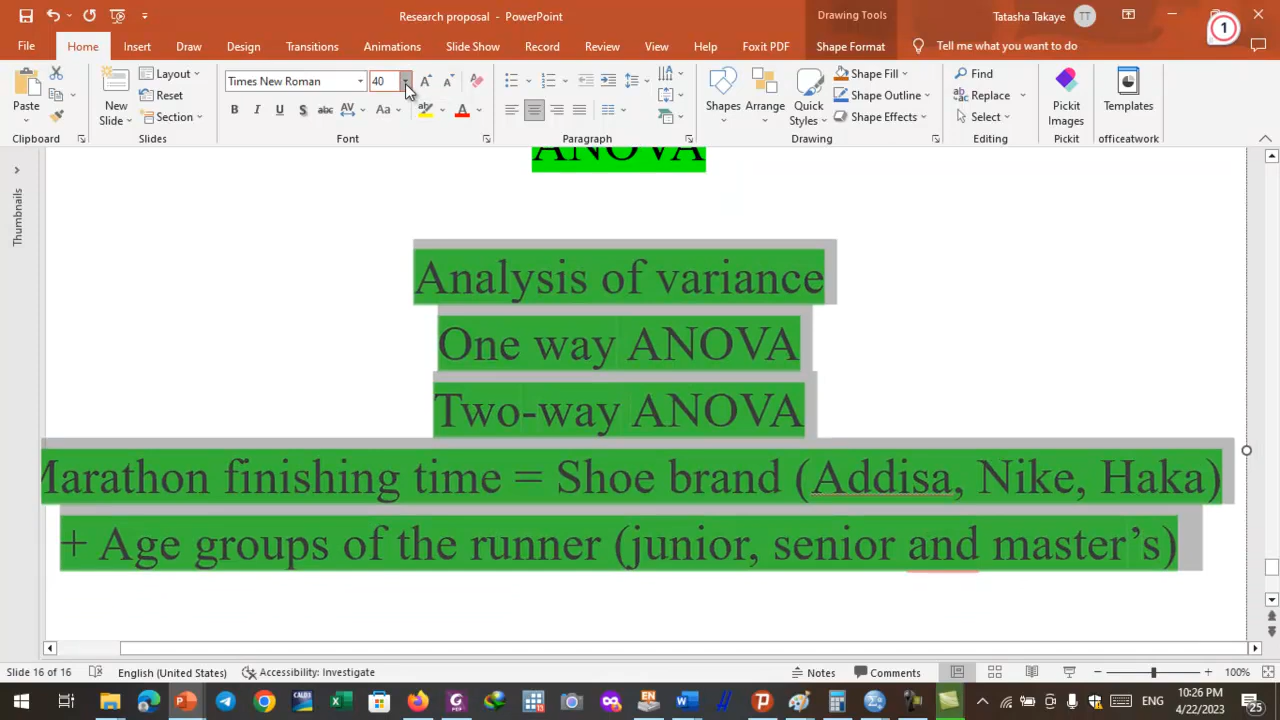 Research proposal - PowerPoint
Drawing Tools
Tatasha Takaye
TT
1
File
Home
Insert
Draw
Design
Transitions
Animations
Slide Show
Record
Review
View
Help
Foxit PDF
Shape Format
Tell me what you want to do
Paste
Clipboard
New
Slide
Layout
Reset
Section
Slides
Times New Roman
40
Font
Paragraph
Shapes
Arrange
Quick
Styles
Shape Fill
Shape Outline
Shape Effects
Drawing
Find
Replace
Select
Editing
Pickit
Images
Pickit
Templates
officeatwork
Thumbnails
ANOVA
Analysis of variance
One way ANOVA
Two-way ANOVA
Marathon finishing time = Shoe brand (Addisa, Nike, Haka)
+ Age groups of the runner (junior, senior and master’s)
Slide 16 of 16
English (United States)
Accessibility: Investigate
Notes
Comments
100%
ENG
10:26 PM
4/22/2023
25